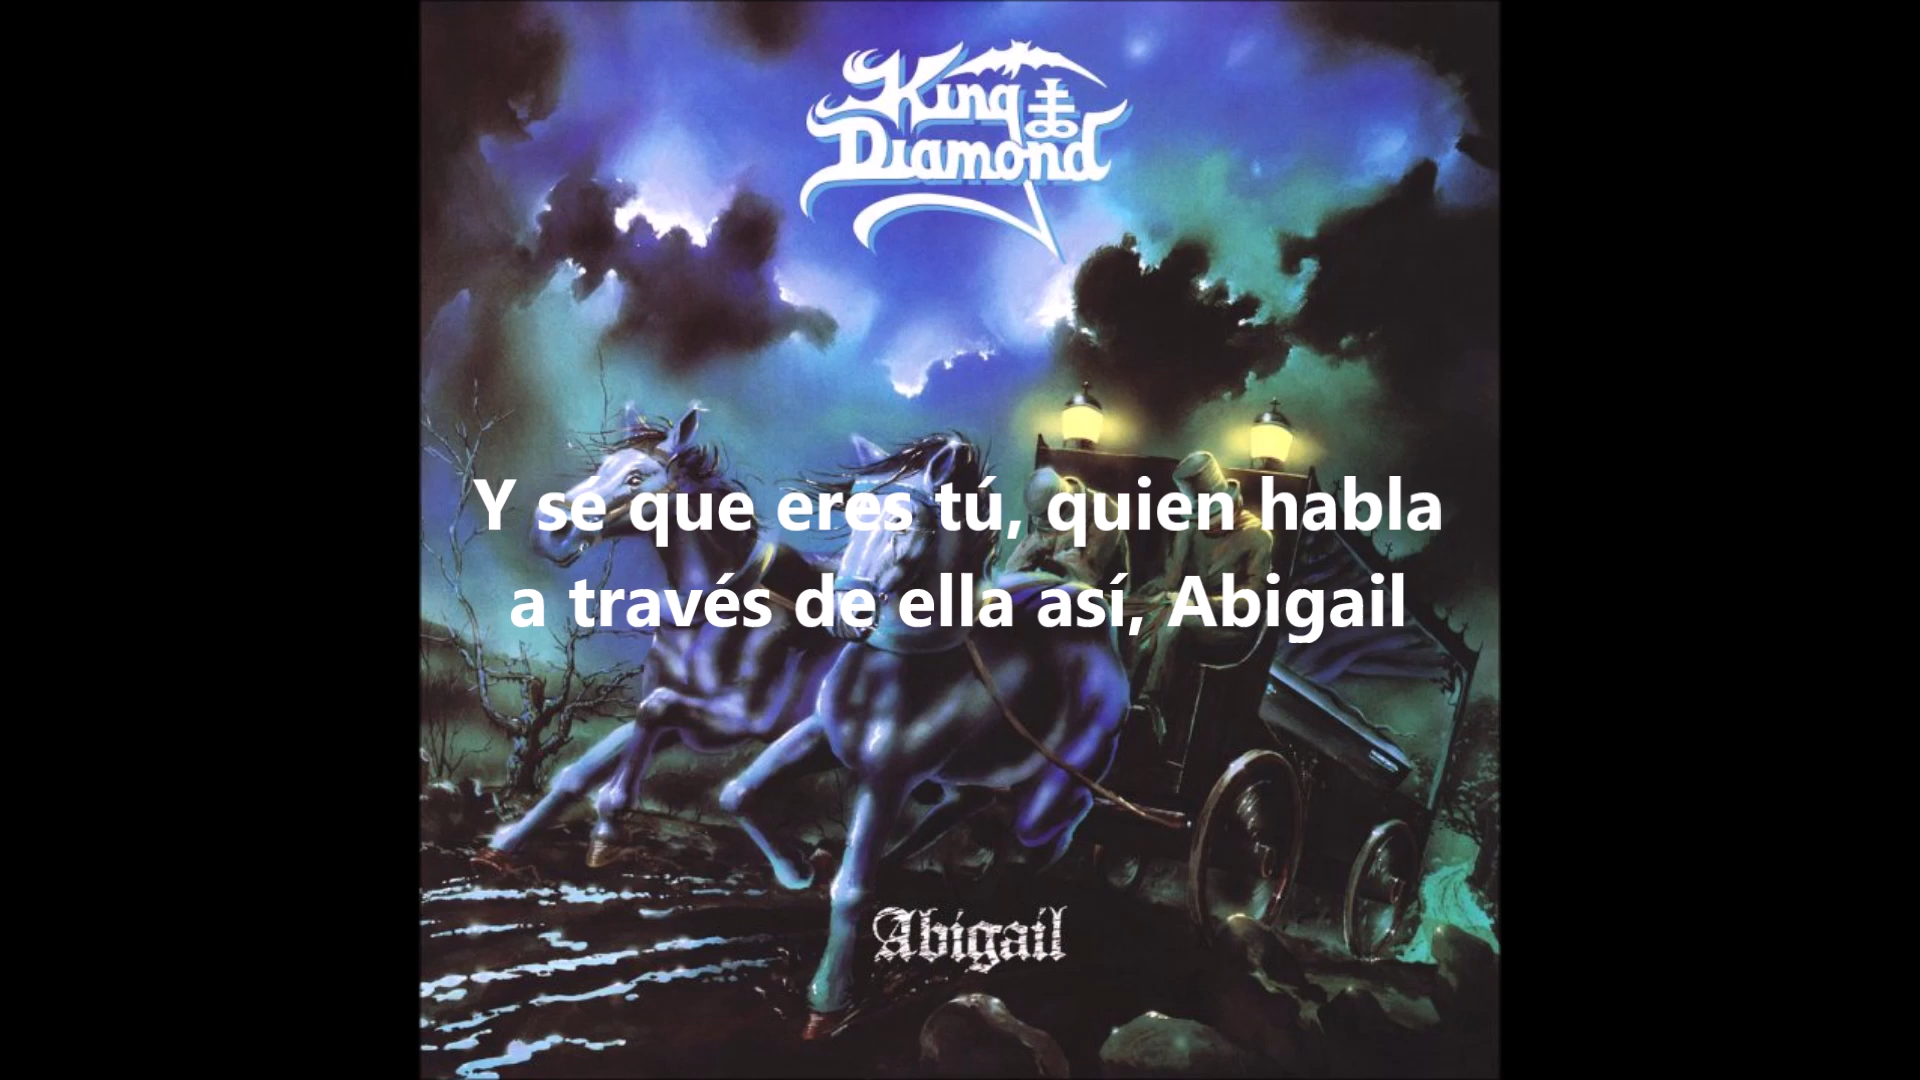 King
Diamond
Y sé que eres tú, quien habla
a través de ella así, Abigail
Abigail